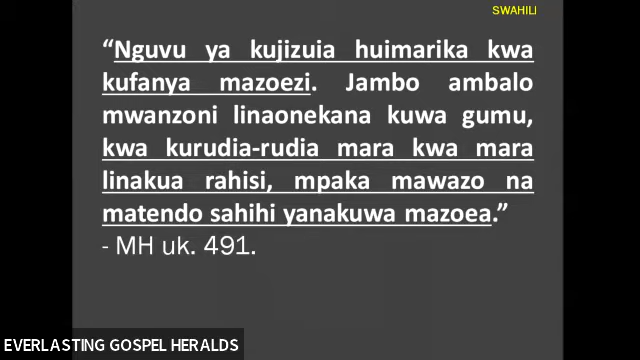 SWAHILI
“Nguvu ya kujizuia huimarika kwa
kufanya mazoezi. Jambo ambalo
mwanzoni linaonekana kuwa gumu,
kwa kurudia-rudia mara kwa mara
linakua rahisi, mpaka mawazo na
matendo sahihi yanakuwa mazoea.”
- MH uk. 491.
EVERLASTING GOSPEL HERALDS